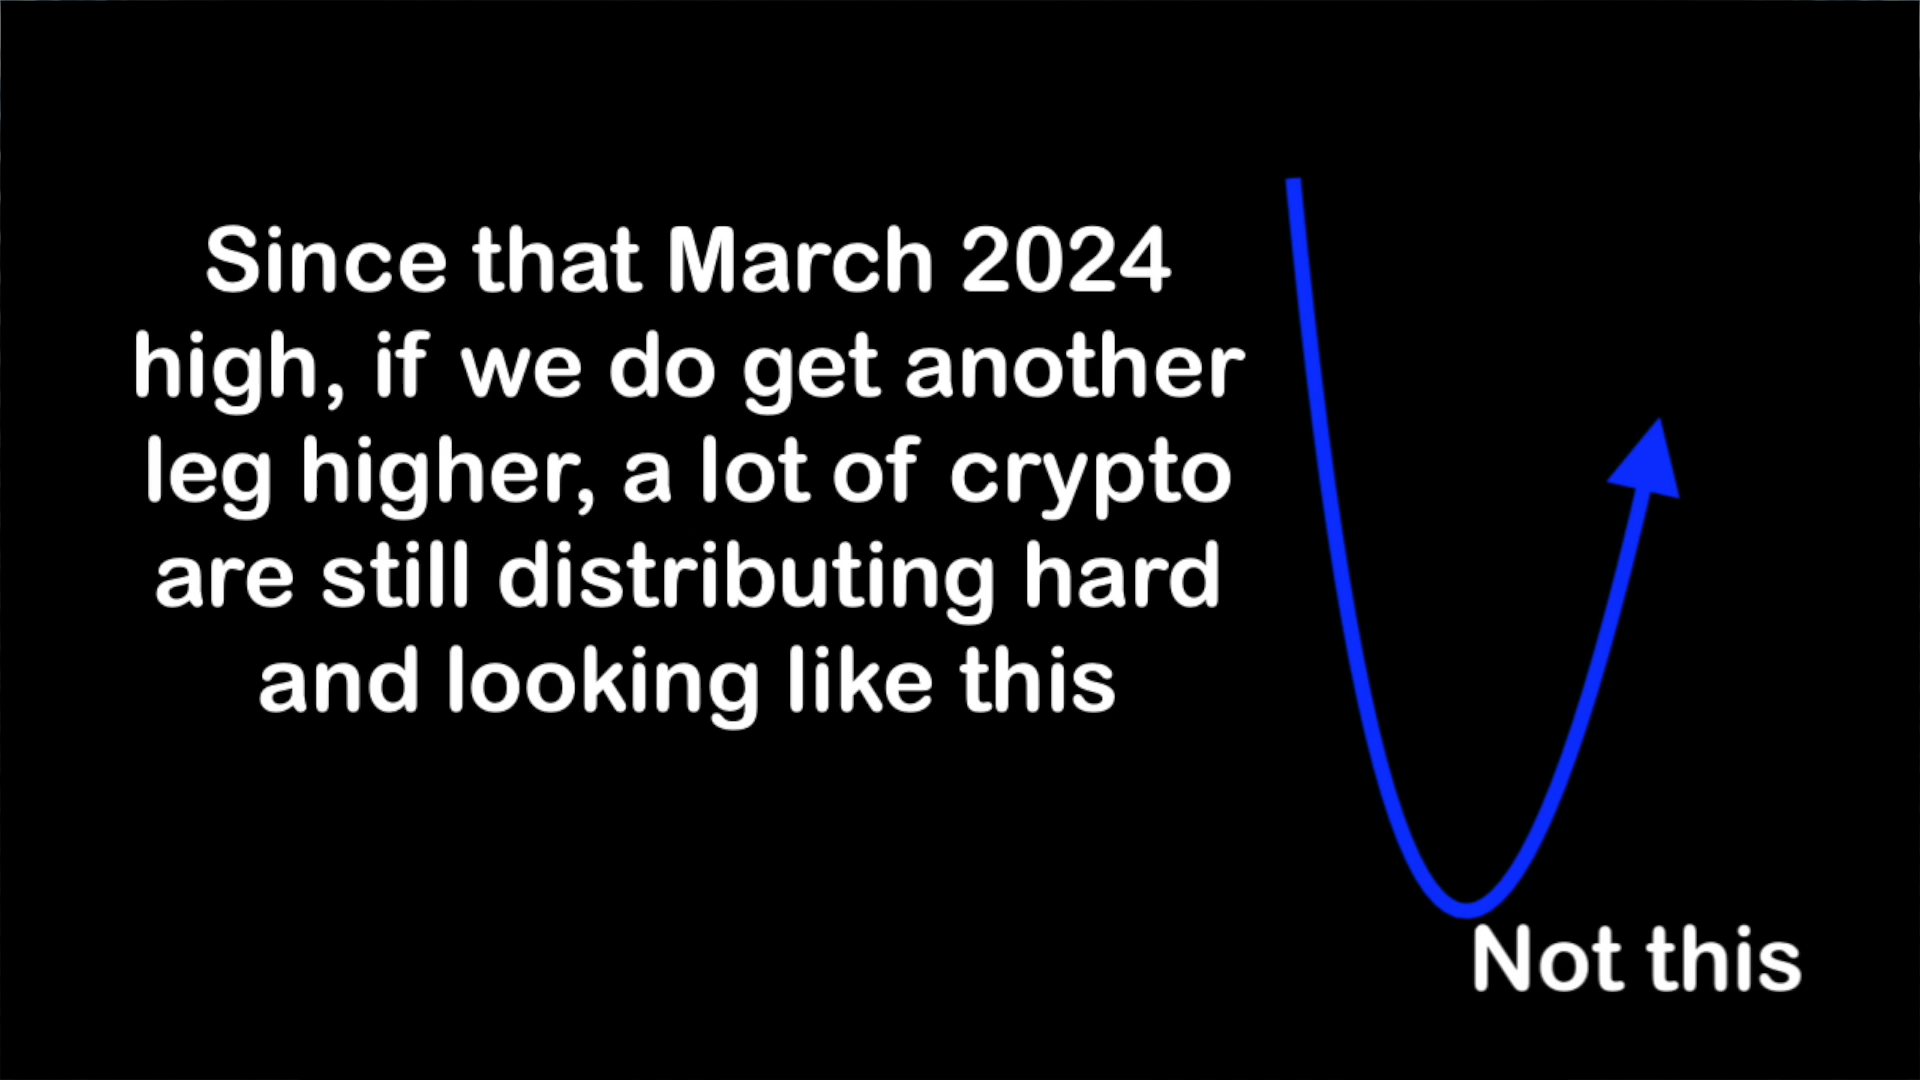 Since that March 2024
high, if we do get another
leg higher, a lot of crypto
are still distributing hard
and looking like this
Not this